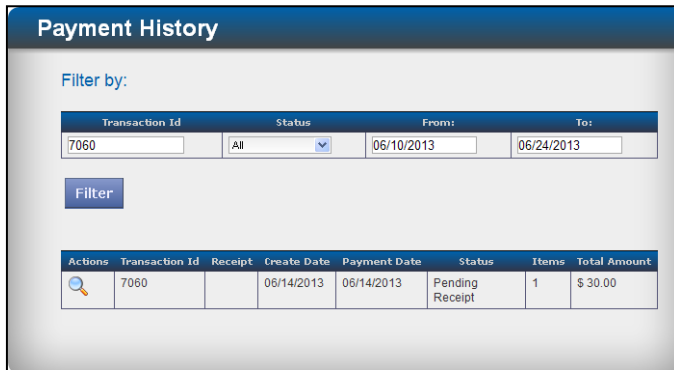 Payment History
Filter by:
Transaction Id Status From: To:
7060 All 06/10/2013 06/24/2013
Filter
Actions Transaction Id Receipt Create Date Payment Date Status Items Total Amount
7060 06/14/2013 06/14/2013 Pending 1 $ 30.00
Receipt